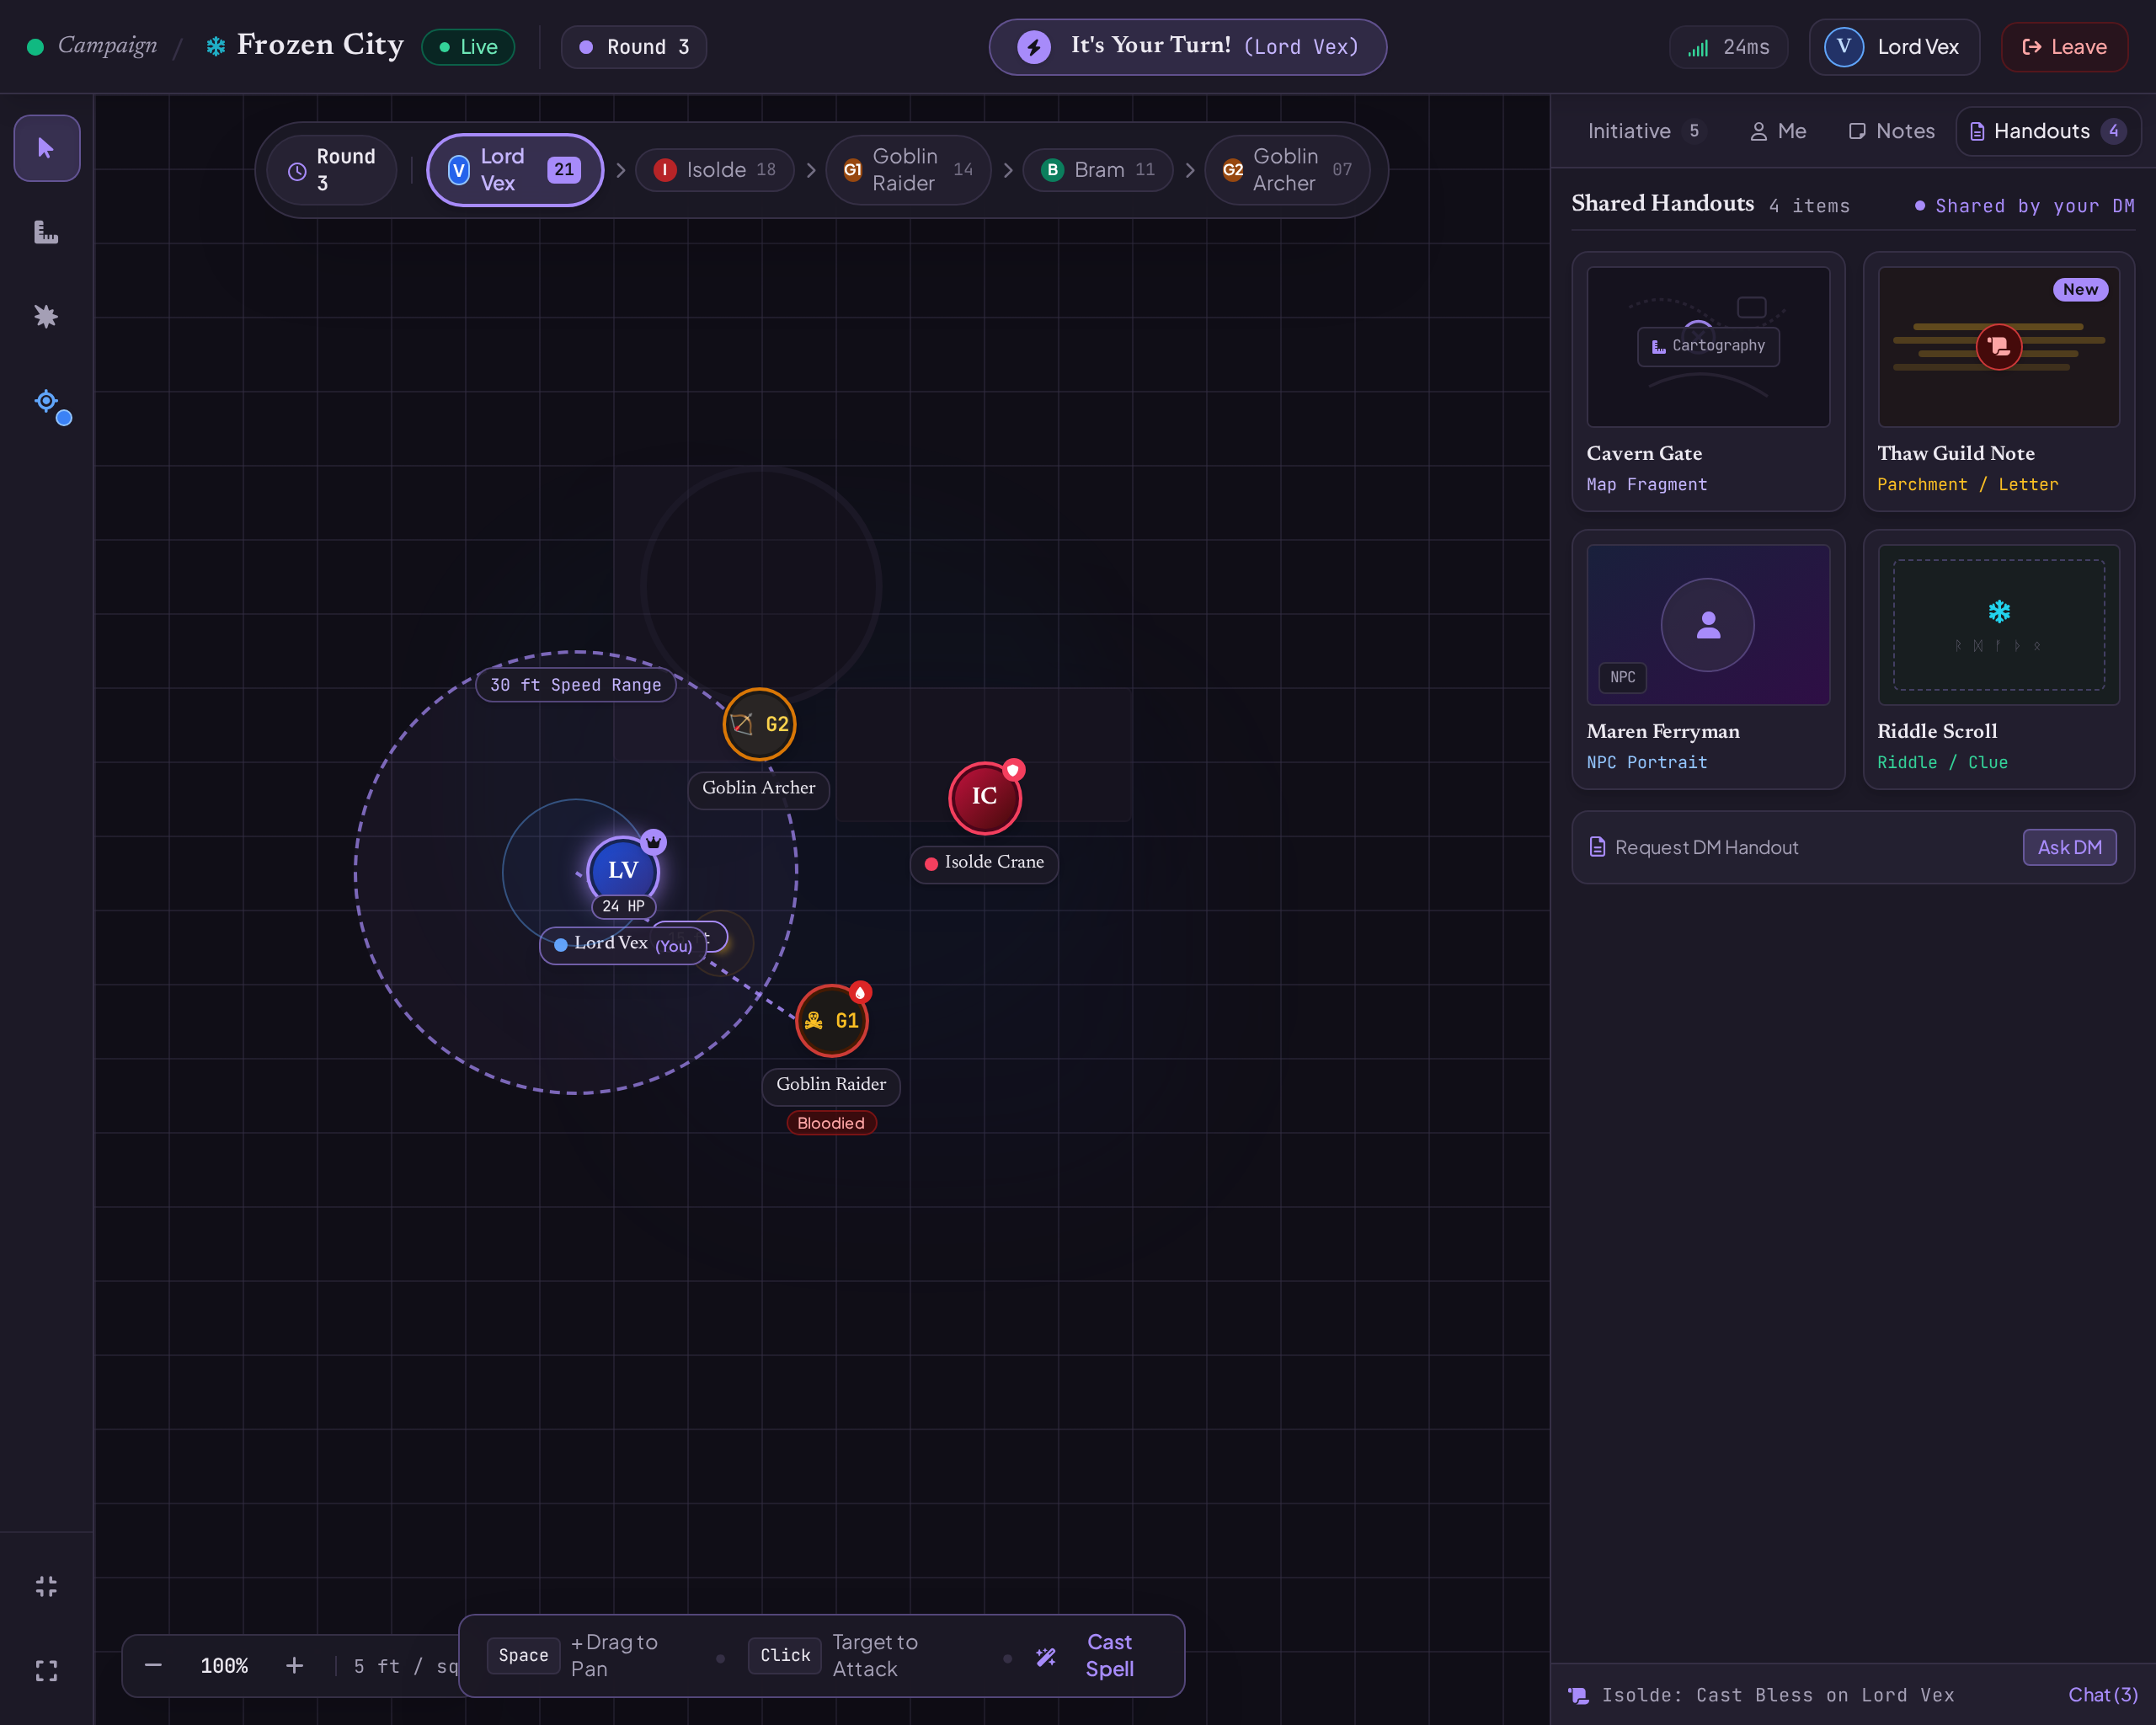 Campaign / Frozen City Live Round 3
It's Your Turn! (Lord Vex)
24ms V Lord Vex Leave
Round 3
V Lord Vex 21
I Isolde 18
G1 Goblin Raider 14
B Bram 11
G2 Goblin Archer 07
Initiative 5 Me Notes Handouts 4
Shared Handouts 4 items Shared by your DM
Cartography
Cavern Gate
Map Fragment
New
Thaw Guild Note
Parchment / Letter
NPC
Maren Ferryman
NPC Portrait
ᚱ ᛞ ᚠ ᚦ ᛟ
Riddle Scroll
Riddle / Clue
Request DM Handout Ask DM
30 ft Speed Range
G2
Goblin Archer
IC
Isolde Crane
LV
24 HP
Lord Vex (You)
G1
Goblin Raider
Bloodied
100% 5 ft / sq
Space +Drag to Pan
Click Target to Attack
Cast Spell
Isolde: Cast Bless on Lord Vex Chat (3)